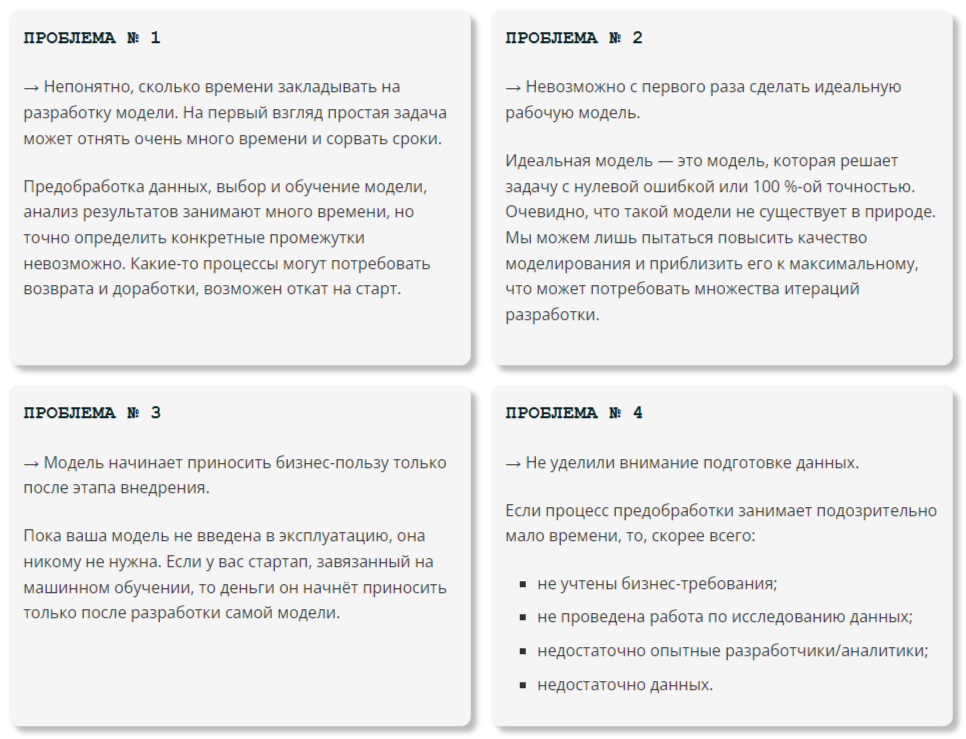 ПРОБЛЕМА № 1
→ Непонятно, сколько времени закладывать на
разработку модели. На первый взгляд простая задача
может отнять очень много времени и сорвать сроки.
Предобработка данных, выбор и обучение модели,
анализ результатов занимают много времени, но
точно определить конкретные промежутки
невозможно. Какие-то процессы могут потребовать
возврата и доработки, возможен откат на старт.
ПРОБЛЕМА № 2
→ Невозможно с первого раза сделать идеальную
рабочую модель.
Идеальная модель — это модель, которая решает
задачу с нулевой ошибкой или 100 %-ой точностью.
Очевидно, что такой модели не существует в природе.
Мы можем лишь пытаться повысить качество
моделирования и приблизить его к максимальному,
что может потребовать множества итераций
разработки.
ПРОБЛЕМА № 3
→ Модель начинает приносить бизнес-пользу только
после этапа внедрения.
Пока ваша модель не введена в эксплуатацию, она
никому не нужна. Если у вас стартап, завязанный на
машинном обучении, то деньги он начнёт приносить
только после разработки самой модели.
ПРОБЛЕМА № 4
→ Не уделили внимание подготовке данных.
Если процесс предобработки занимает подозрительно
мало времени, то, скорее всего:
▪ не учтены бизнес-требования;
▪ не проведена работа по исследованию данных;
▪ недостаточно опытные разработчики/аналитики;
▪ недостаточно данных.